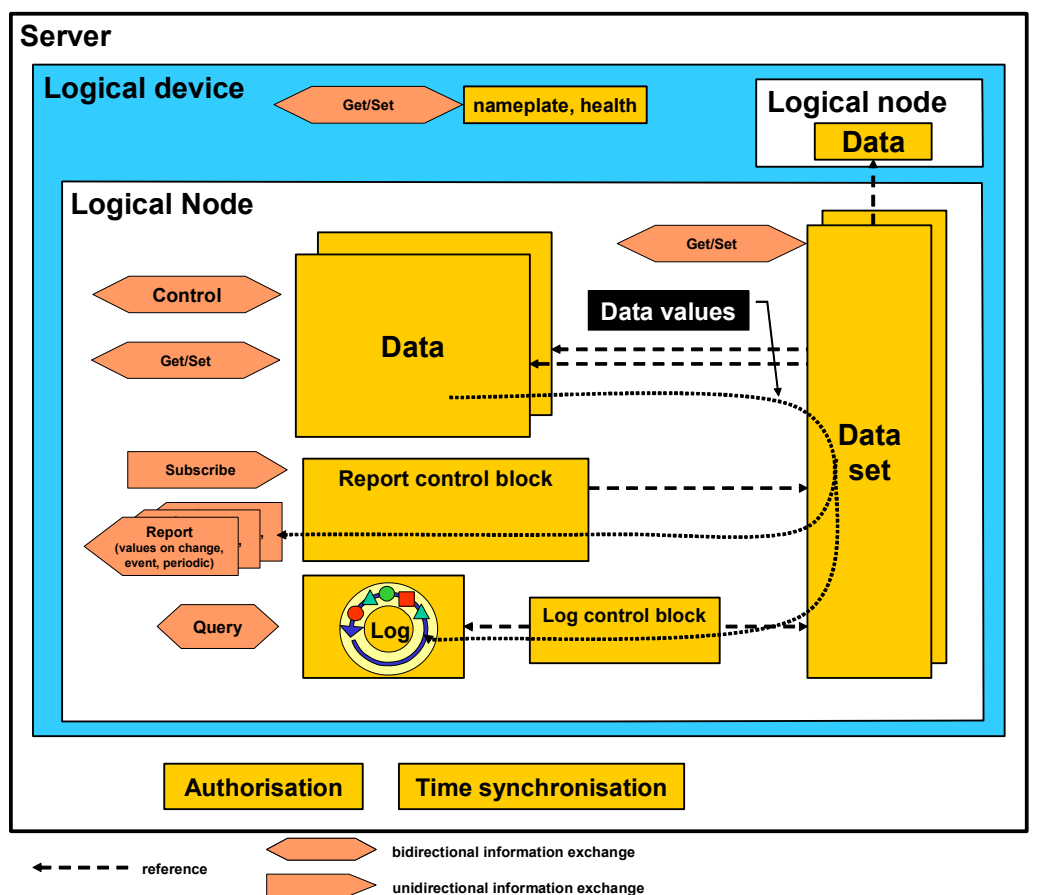 Server
Logical device
Get/Set
nameplate, health
Logical node
Data
Logical Node
Get/Set
Control
Data values
Get/Set
Data
Data
set
Subscribe
Report control block
Report
(values on change,
event, periodic)
,
,
Query
Log
Log control block
Authorisation
Time synchronisation
bidirectional information exchange
reference
unidirectional information exchange